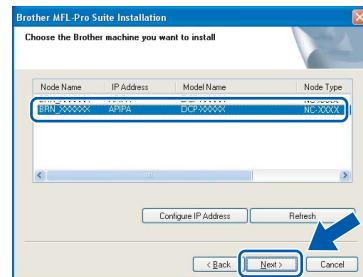 Brother MFL-Pro Suite Installation
Choose the Brother machine you want to install
Node Name IP Address Model Name Node Type
BRN_XXXXXX APIPA DCP-XXXXX NC-XXXX
Configure IP Address Refresh
< Back Next > Cancel